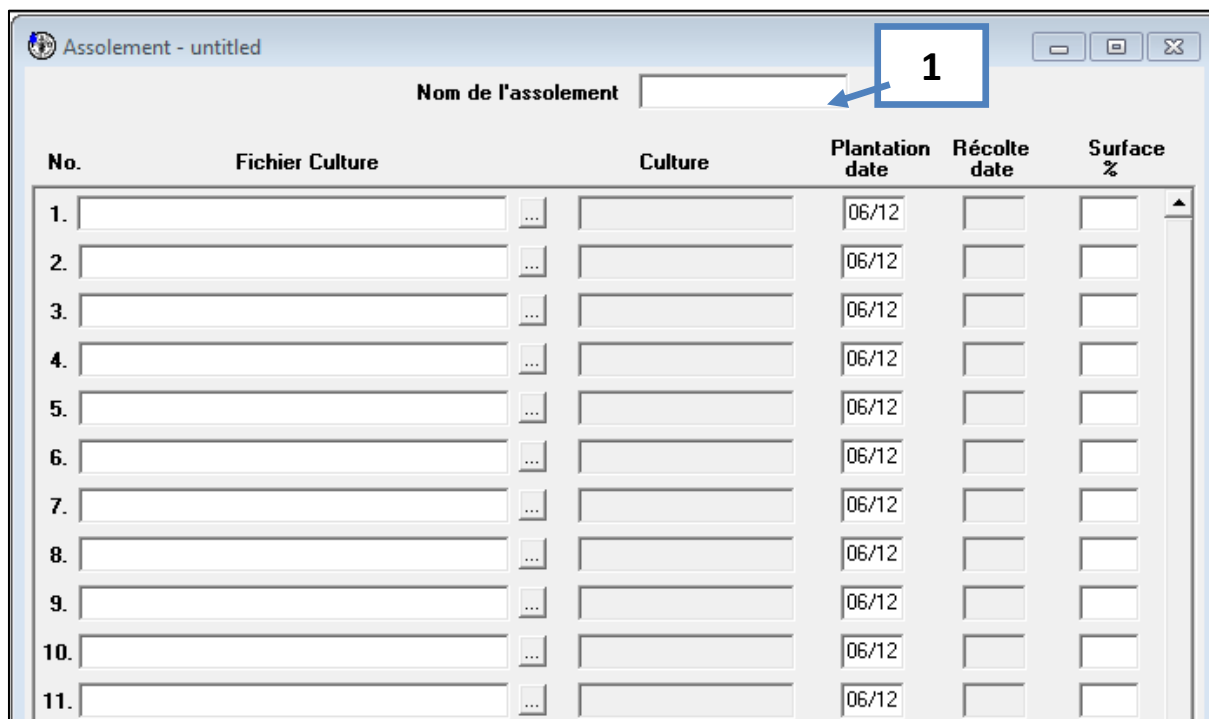 Assolement - untitled
1
Nom de l'assolement
No. Fichier Culture Culture Plantation date Récolte date Surface %
1. ... 06/12
2. ... 06/12
3. ... 06/12
4. ... 06/12
5. ... 06/12
6. ... 06/12
7. ... 06/12
8. ... 06/12
9. ... 06/12
10. ... 06/12
11. ... 06/12